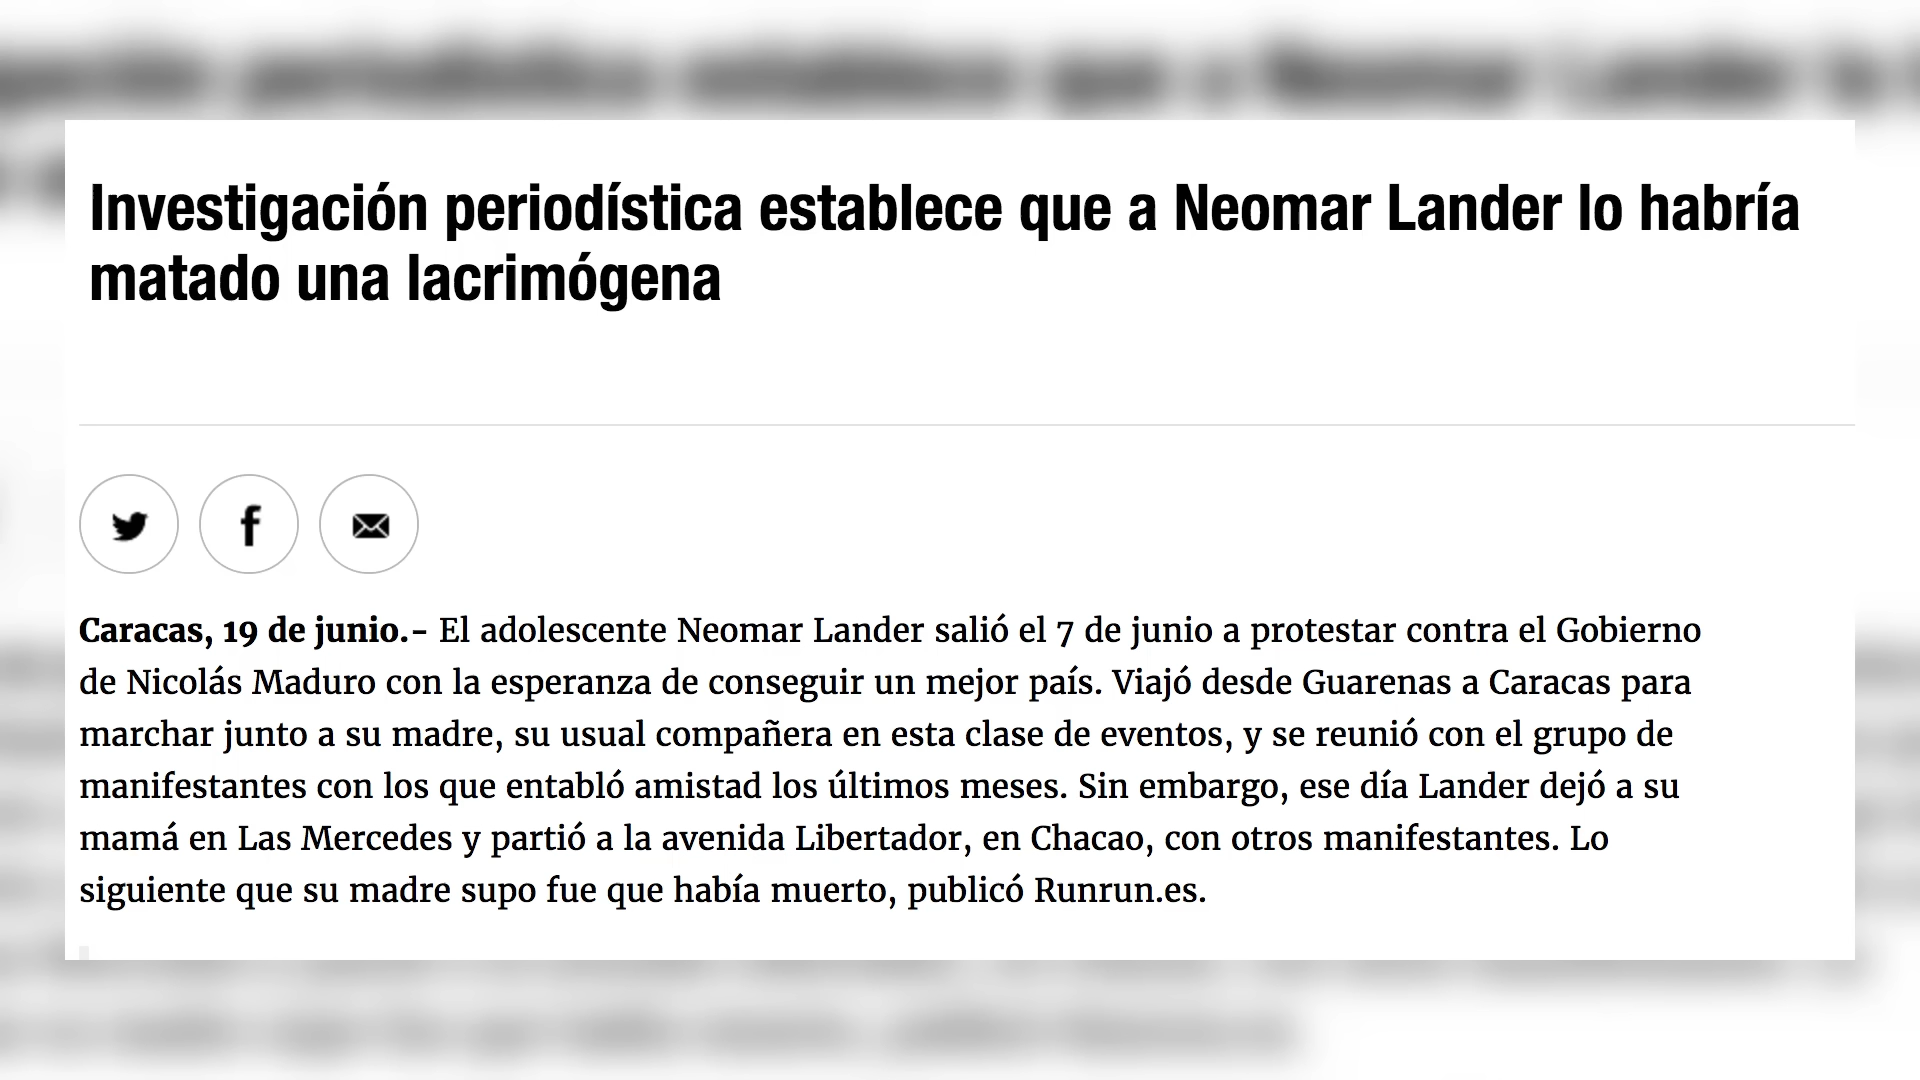 Investigación periodística establece que a Neomar Lander lo habría
matado una lacrimógena
Caracas, 19 de junio.- El adolescente Neomar Lander salió el 7 de junio a protestar contra el Gobierno
de Nicolás Maduro con la esperanza de conseguir un mejor país. Viajó desde Guarenas a Caracas para
marchar junto a su madre, su usual compañera en esta clase de eventos, y se reunió con el grupo de
manifestantes con los que entabló amistad los últimos meses. Sin embargo, ese día Lander dejó a su
mamá en Las Mercedes y partió a la avenida Libertador, en Chacao, con otros manifestantes. Lo
siguiente que su madre supo fue que había muerto, publicó Runrun.es.